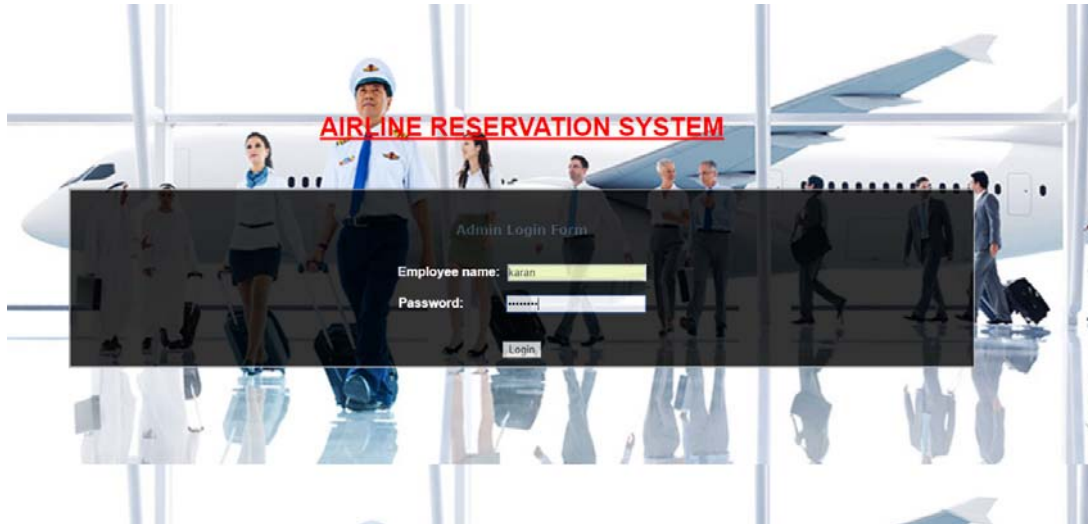 AIRLINE RESERVATION SYSTEM
Admin Login Form
Employee name: karan
Password: ••••••••
Login